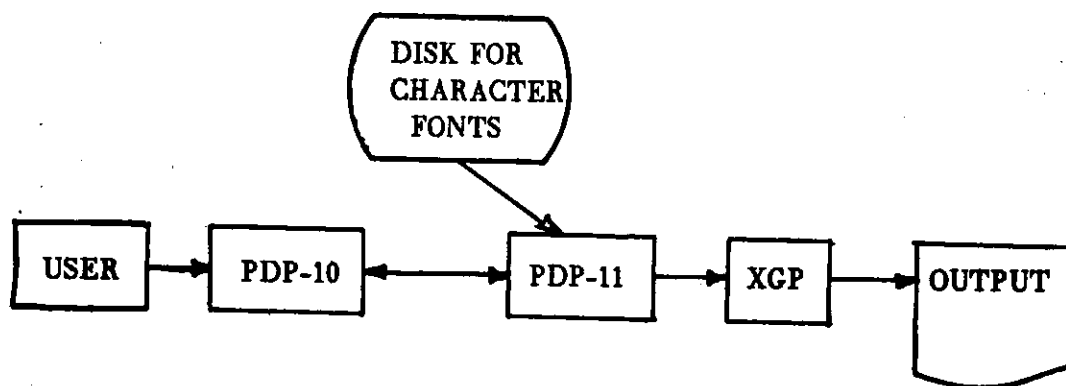 DISK FOR
CHARACTER
FONTS
USER
PDP-10
PDP-11
XGP
OUTPUT